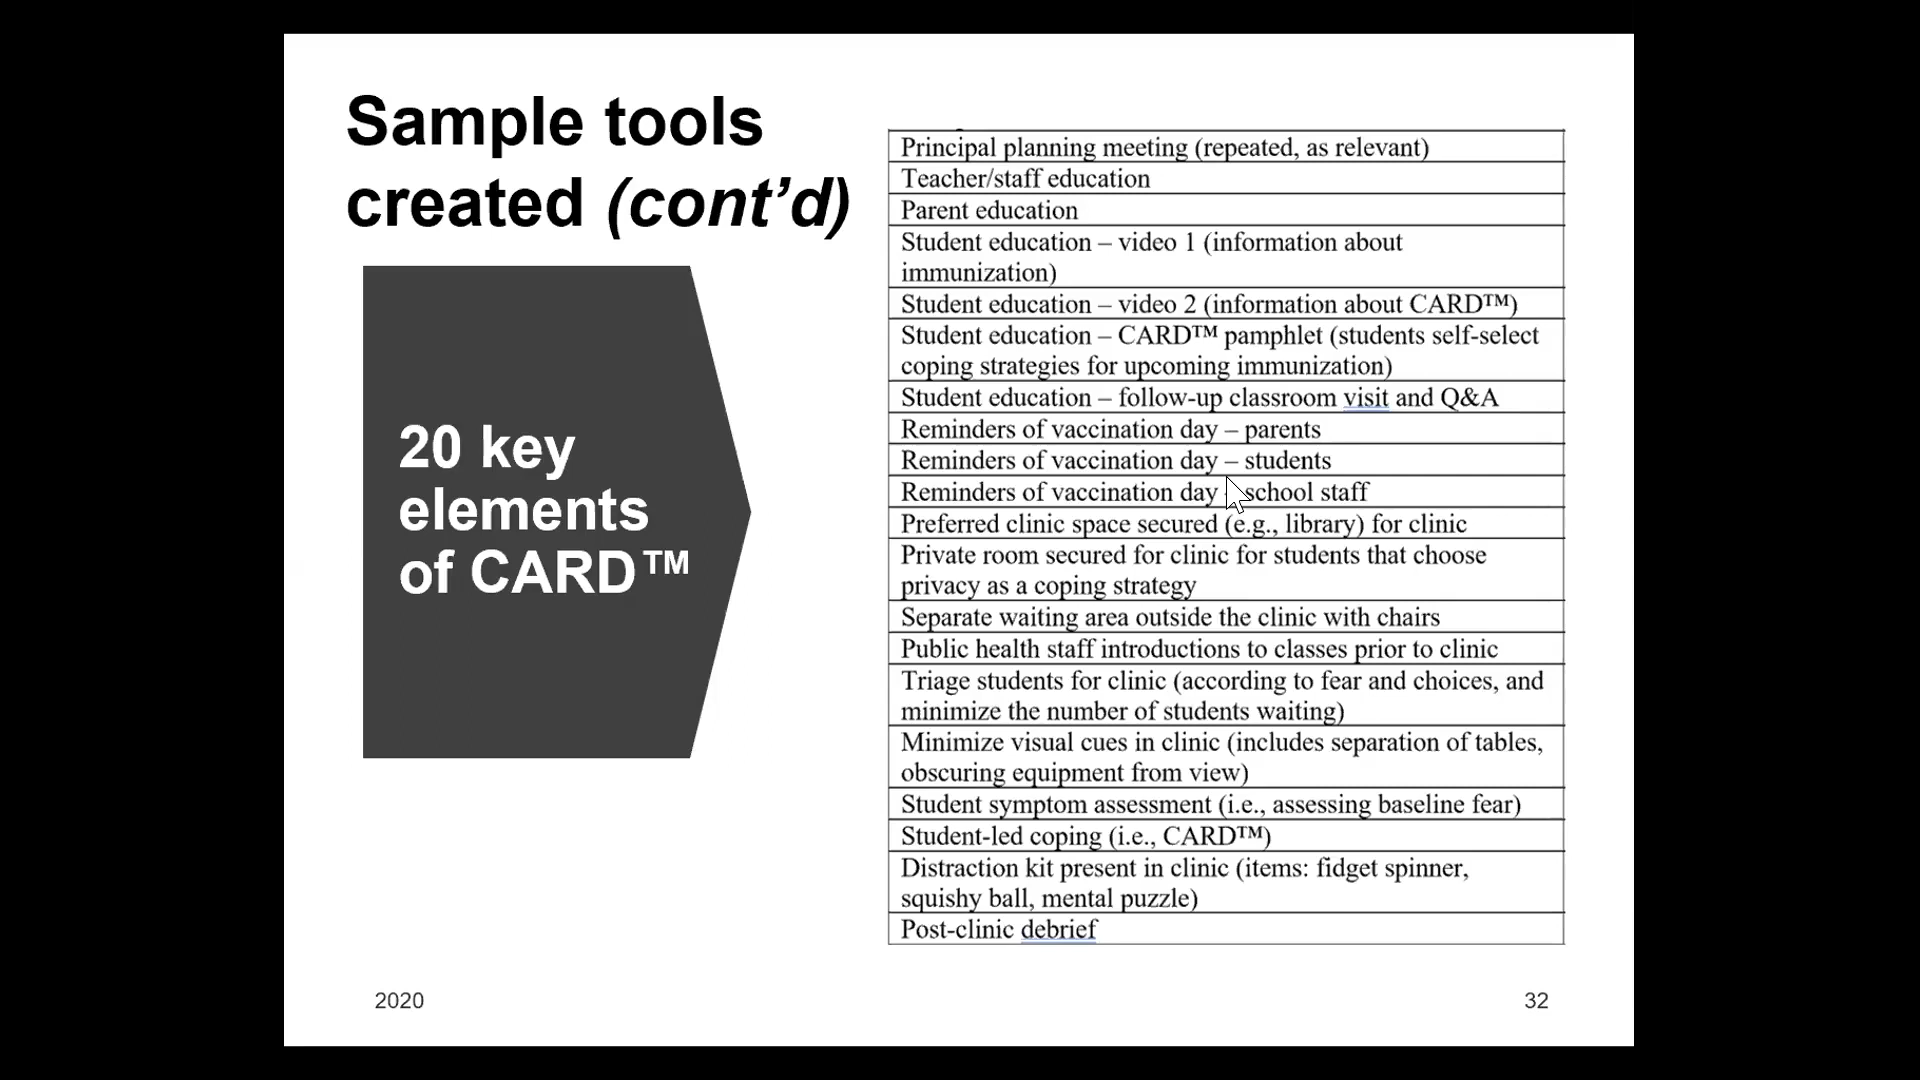 Sample tools
created (cont’d)
20 key
elements
of CARD™
Principal planning meeting (repeated, as relevant)
Teacher/staff education
Parent education
Student education – video 1 (information about
immunization)
Student education – video 2 (information about CARD™)
Student education – CARD™ pamphlet (students self-select
coping strategies for upcoming immunization)
Student education – follow-up classroom visit and Q&A
Reminders of vaccination day – parents
Reminders of vaccination day – students
Reminders of vaccination day – school staff
Preferred clinic space secured (e.g., library) for clinic
Private room secured for clinic for students that choose
privacy as a coping strategy
Separate waiting area outside the clinic with chairs
Public health staff introductions to classes prior to clinic
Triage students for clinic (according to fear and choices, and
minimize the number of students waiting)
Minimize visual cues in clinic (includes separation of tables,
obscuring equipment from view)
Student symptom assessment (i.e., assessing baseline fear)
Student-led coping (i.e., CARD™)
Distraction kit present in clinic (items: fidget spinner,
squishy ball, mental puzzle)
Post-clinic debrief
2020
32